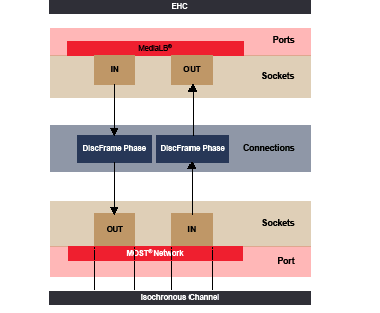 EHC
Ports
MediaLB®
IN OUT
Sockets
DiscFrame Phase DiscFrame Phase Connections
Sockets
OUT IN
MOST® Network
Port
Isochronous Channel